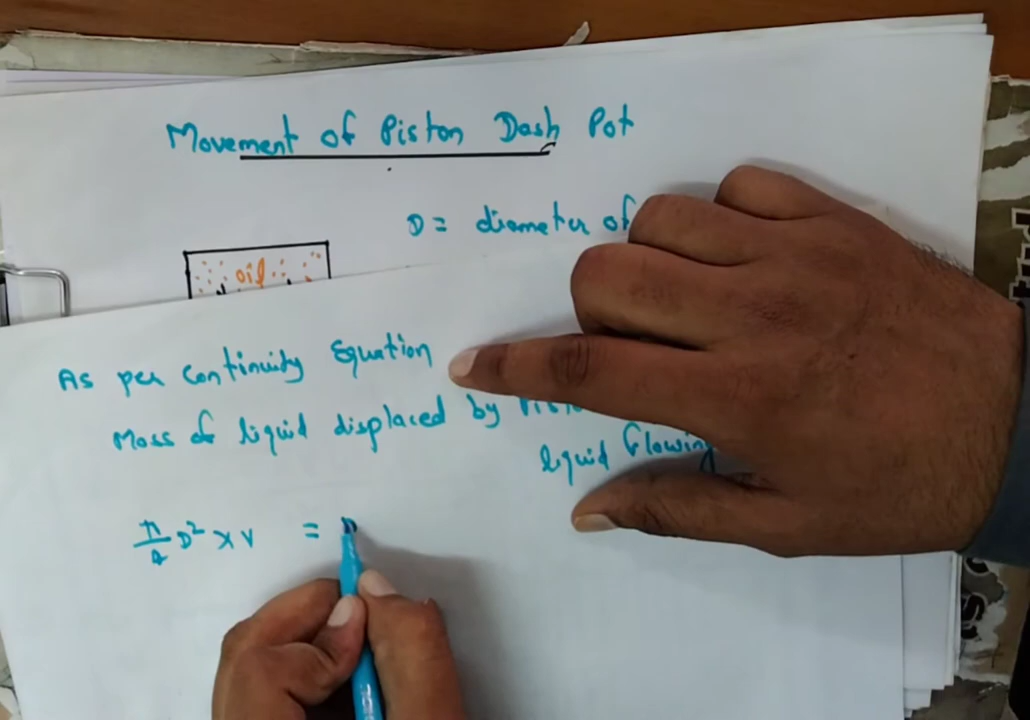 Movement of Piston Dash Pot
D = diameter of
oil
As per Continuity Equation
Mass of liquid displaced by
liquid flowing
π/4 D² x V =